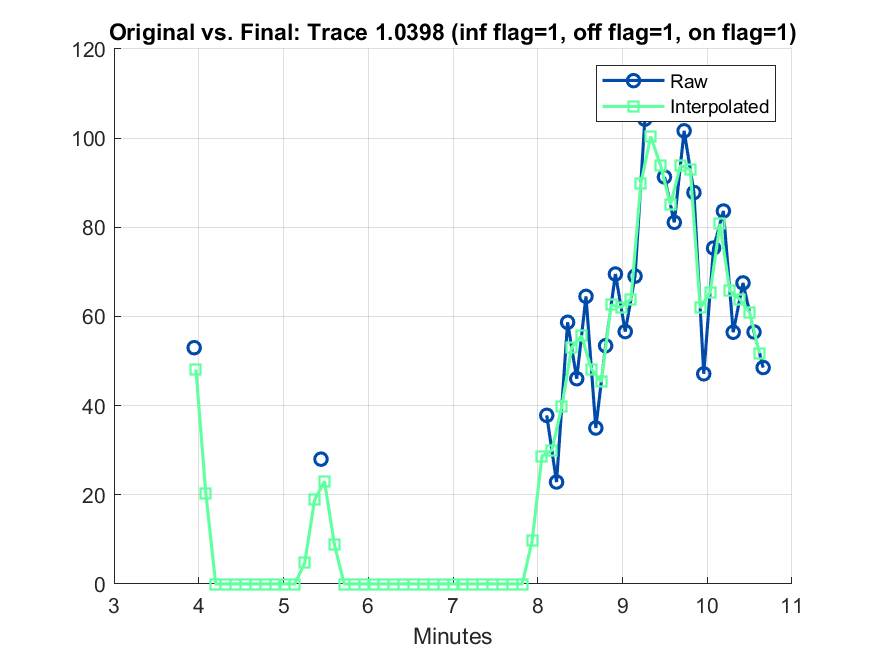 Original vs. Final: Trace 1.0398 (inf flag=1, off flag=1, on flag=1)
120
100
80
60
40
20
0
Raw
Interpolated
3 4 5 6 7 8 9 10 11
Minutes